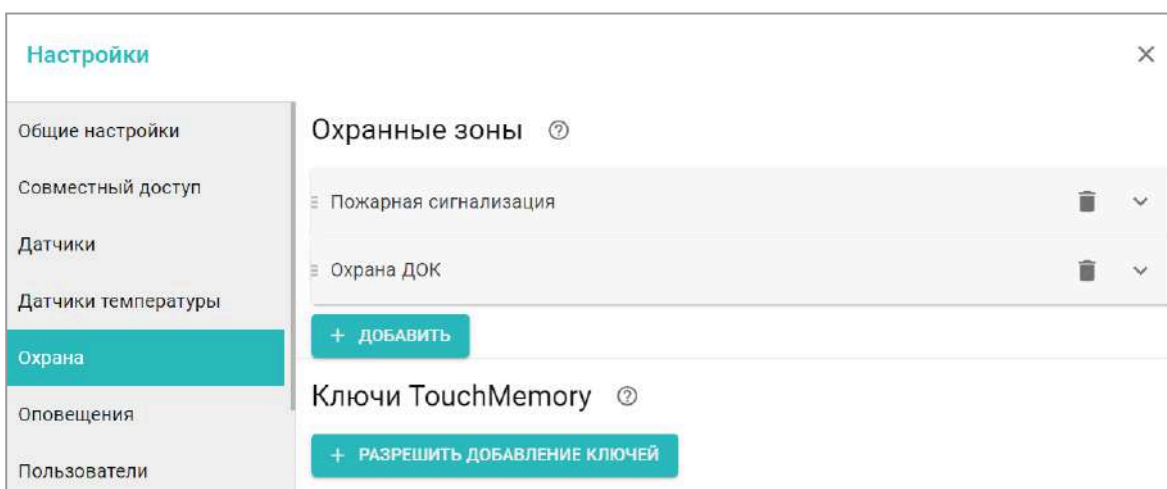 Настройки
Общие настройки
Совместный доступ
Датчики
Датчики температуры
Охрана
Оповещения
Пользователи
Охранные зоны
Пожарная сигнализация
Охрана ДОК
+ ДОБАВИТЬ
Ключи TouchMemory
+ РАЗРЕШИТЬ ДОБАВЛЕНИЕ КЛЮЧЕЙ